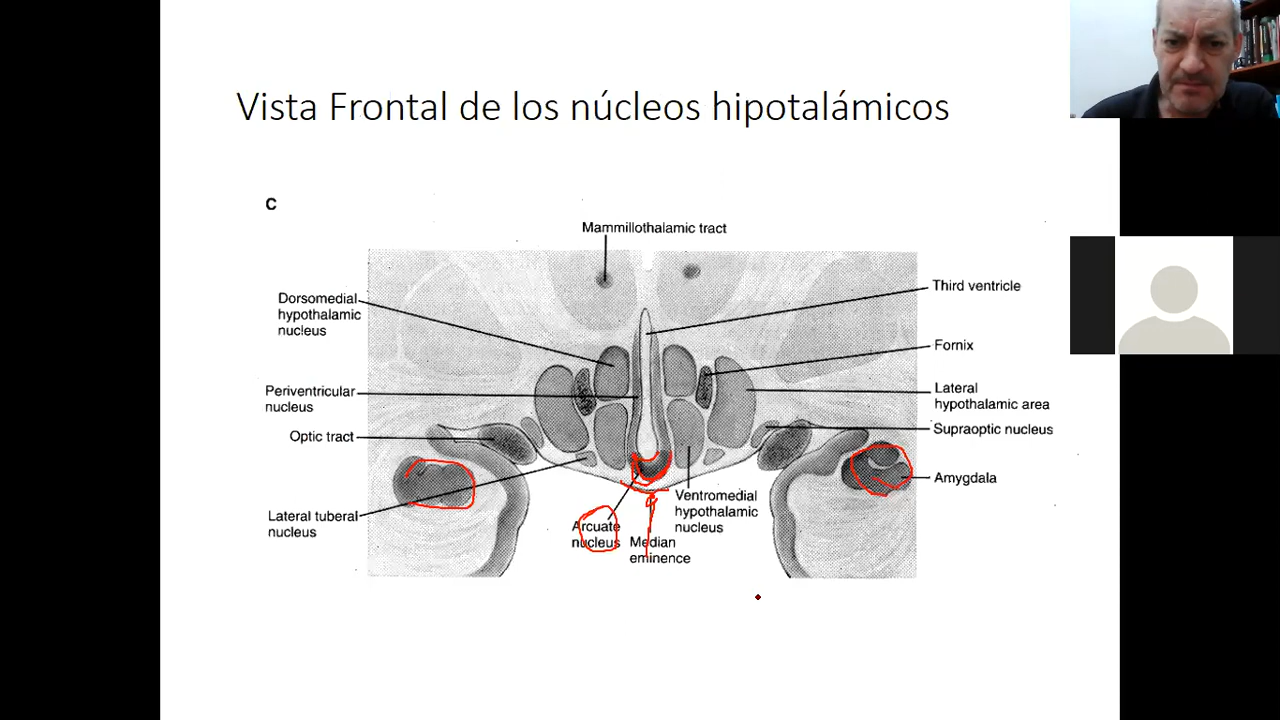 Vista Frontal de los núcleos hipotalámicos
C
Mammillothalamic tract
Dorsomedial
hypothalamic
nucleus
Periventricular
nucleus
Optic tract
Lateral tuberal
nucleus
Arcuate
nucleus
Median
eminence
Ventromedial
hypothalamic
nucleus
Third ventricle
Fornix
Lateral
hypothalamic area
Supraoptic nucleus
Amygdala